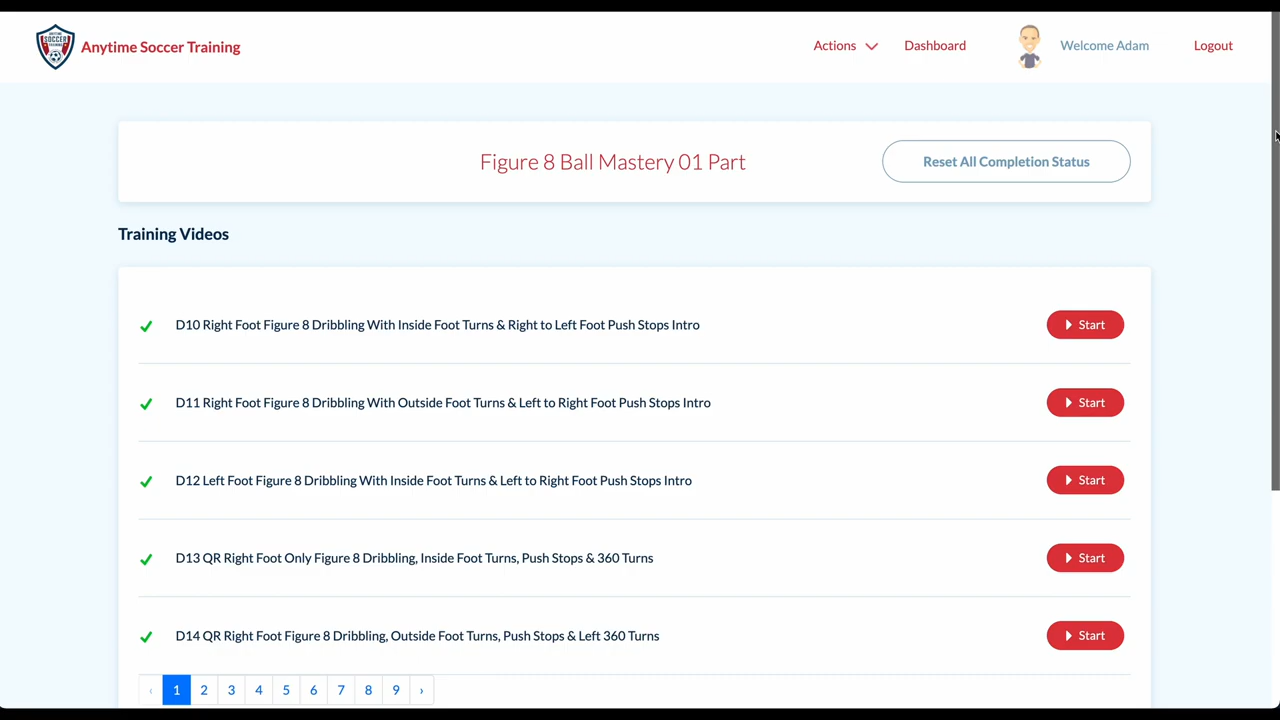 Anytime Soccer Training
Actions
Dashboard
Welcome Adam
Logout
Figure 8 Ball Mastery 01 Part
Reset All Completion Status
Training Videos
D10 Right Foot Figure 8 Dribbling With Inside Foot Turns & Right to Left Foot Push Stops Intro
Start
D11 Right Foot Figure 8 Dribbling With Outside Foot Turns & Left to Right Foot Push Stops Intro
Start
D12 Left Foot Figure 8 Dribbling With Inside Foot Turns & Left to Right Foot Push Stops Intro
Start
D13 QR Right Foot Only Figure 8 Dribbling, Inside Foot Turns, Push Stops & 360 Turns
Start
D14 QR Right Foot Figure 8 Dribbling, Outside Foot Turns, Push Stops & Left 360 Turns
Start
‹ 1 2 3 4 5 6 7 8 9 ›